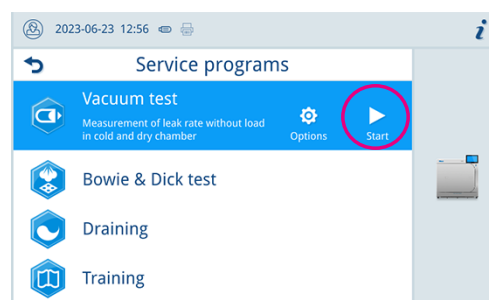 2023-06-23 12:56
i
Service programs
Vacuum test
Measurement of leak rate without load
in cold and dry chamber
Options
Start
Bowie & Dick test
Draining
Training